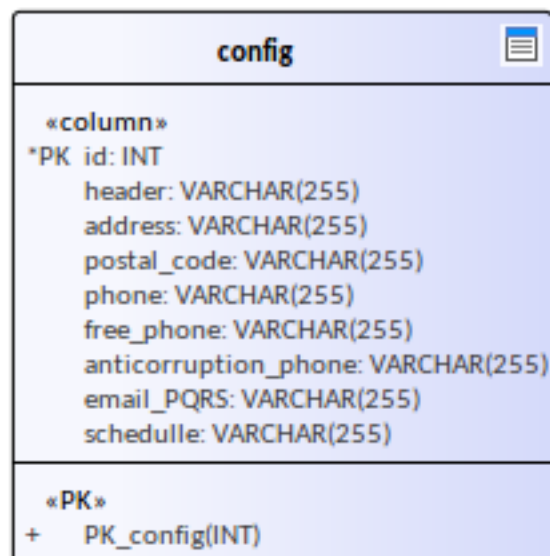 config
«column»
*PK id: INT
header: VARCHAR(255)
address: VARCHAR(255)
postal_code: VARCHAR(255)
phone: VARCHAR(255)
free_phone: VARCHAR(255)
anticorruption_phone: VARCHAR(255)
email_PQRS: VARCHAR(255)
schedulle: VARCHAR(255)
«PK»
+ PK_config(INT)